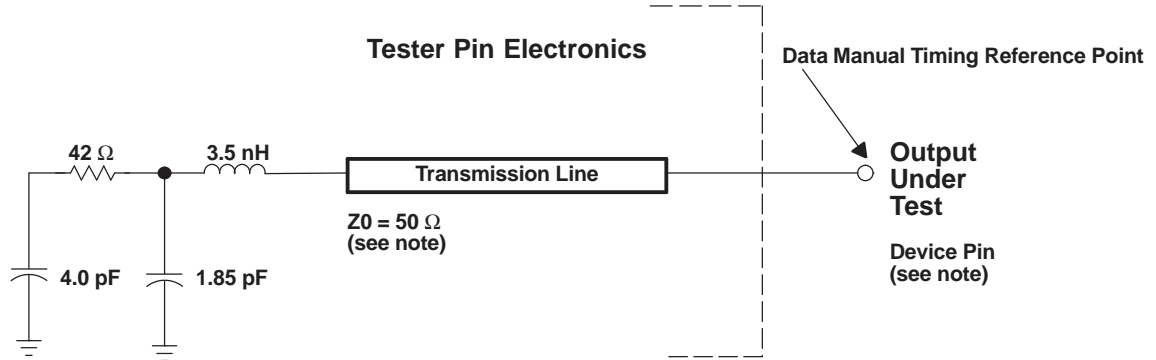 Tester Pin Electronics
Data Manual Timing Reference Point
42 Ω
3.5 nH
Transmission Line
Output
Under
Test
Z0 = 50 Ω
(see note)
Device Pin
(see note)
4.0 pF
1.85 pF